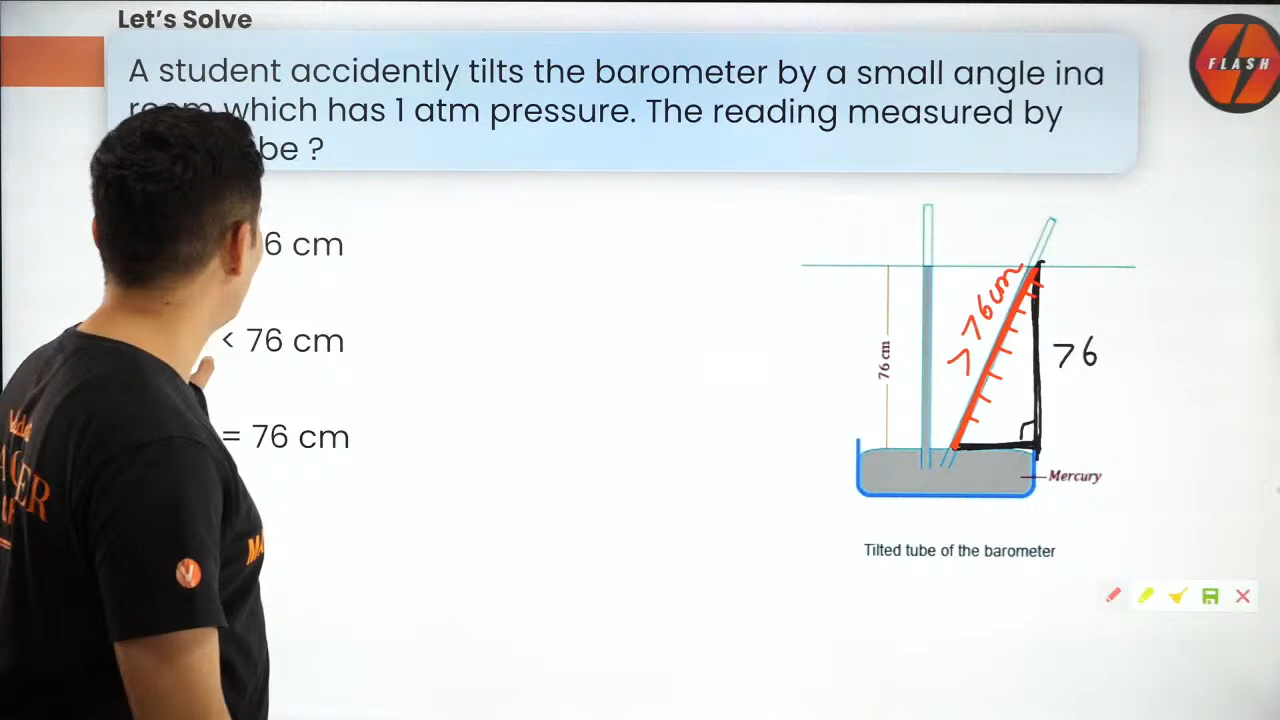 Let's Solve
A student accidently tilts the barometer by a small angle ina
which has 1 atm pressure. The reading measured by
be ?
FLASH
6 cm
< 76 cm
= 76 cm
76 cm
> 76 cm
76
Mercury
Tilted tube of the barometer